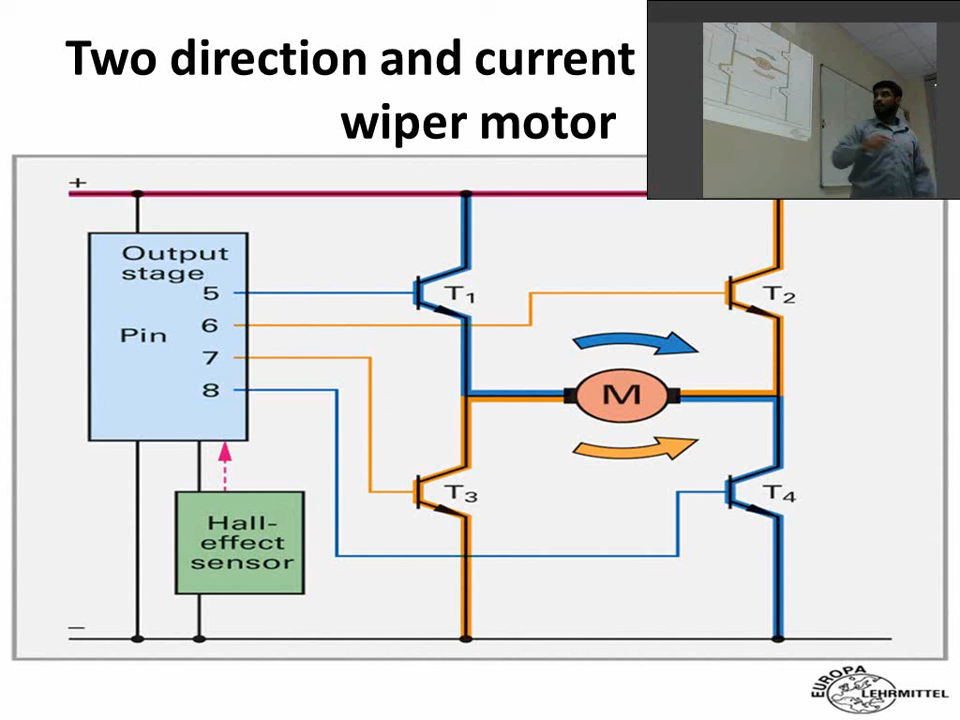 Two direction and current
wiper motor
+
Output
stage
5
T1
T2
6
Pin
7
M
8
T3
T4
Hall-
effect
sensor
–
EUROPA
LEHRMITTEL